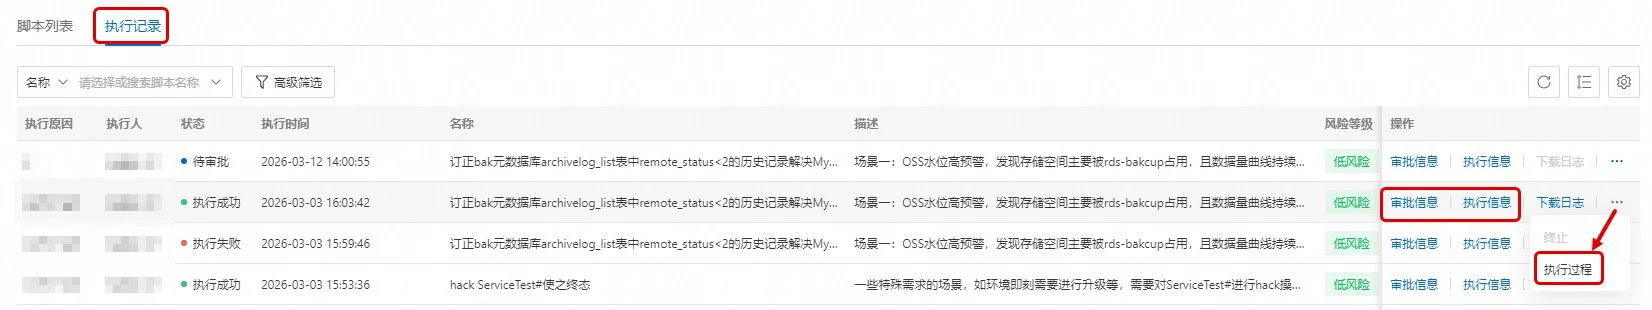 脚本列表 执行记录
名称 请选择或搜索脚本名称 高级筛选
执行原因 执行人 状态 执行时间 名称 描述 风险等级 操作
待审批 2026-03-12 14:00:55 订正bak元数据库archivelog_list表中remote_status<2的历史记录解决My... 场景一：OSS水位高预警，发现存储空间主要被rds-bakcup占用，且数据量曲线持续... 低风险 审批信息 执行信息 下载日志 ···
执行成功 2026-03-03 16:03:42 订正bak元数据库archivelog_list表中remote_status<2的历史记录解决My... 场景一：OSS水位高预警，发现存储空间主要被rds-bakcup占用，且数据量曲线持续... 低风险 审批信息 执行信息 下载日志 ···
执行失败 2026-03-03 15:59:46 订正bak元数据库archivelog_list表中remote_status<2的历史记录解决My... 场景一：OSS水位高预警，发现存储空间主要被rds-bakcup占用，且数据量曲线持续... 低风险 审批信息 执行信息 终止
执行过程
执行成功 2026-03-03 15:53:36 hack ServiceTest#使之终态 一些特殊需求的场景，如环境即刻需要进行升级等，需要对ServiceTest#进行hack操... 低风险 审批信息 执行信息